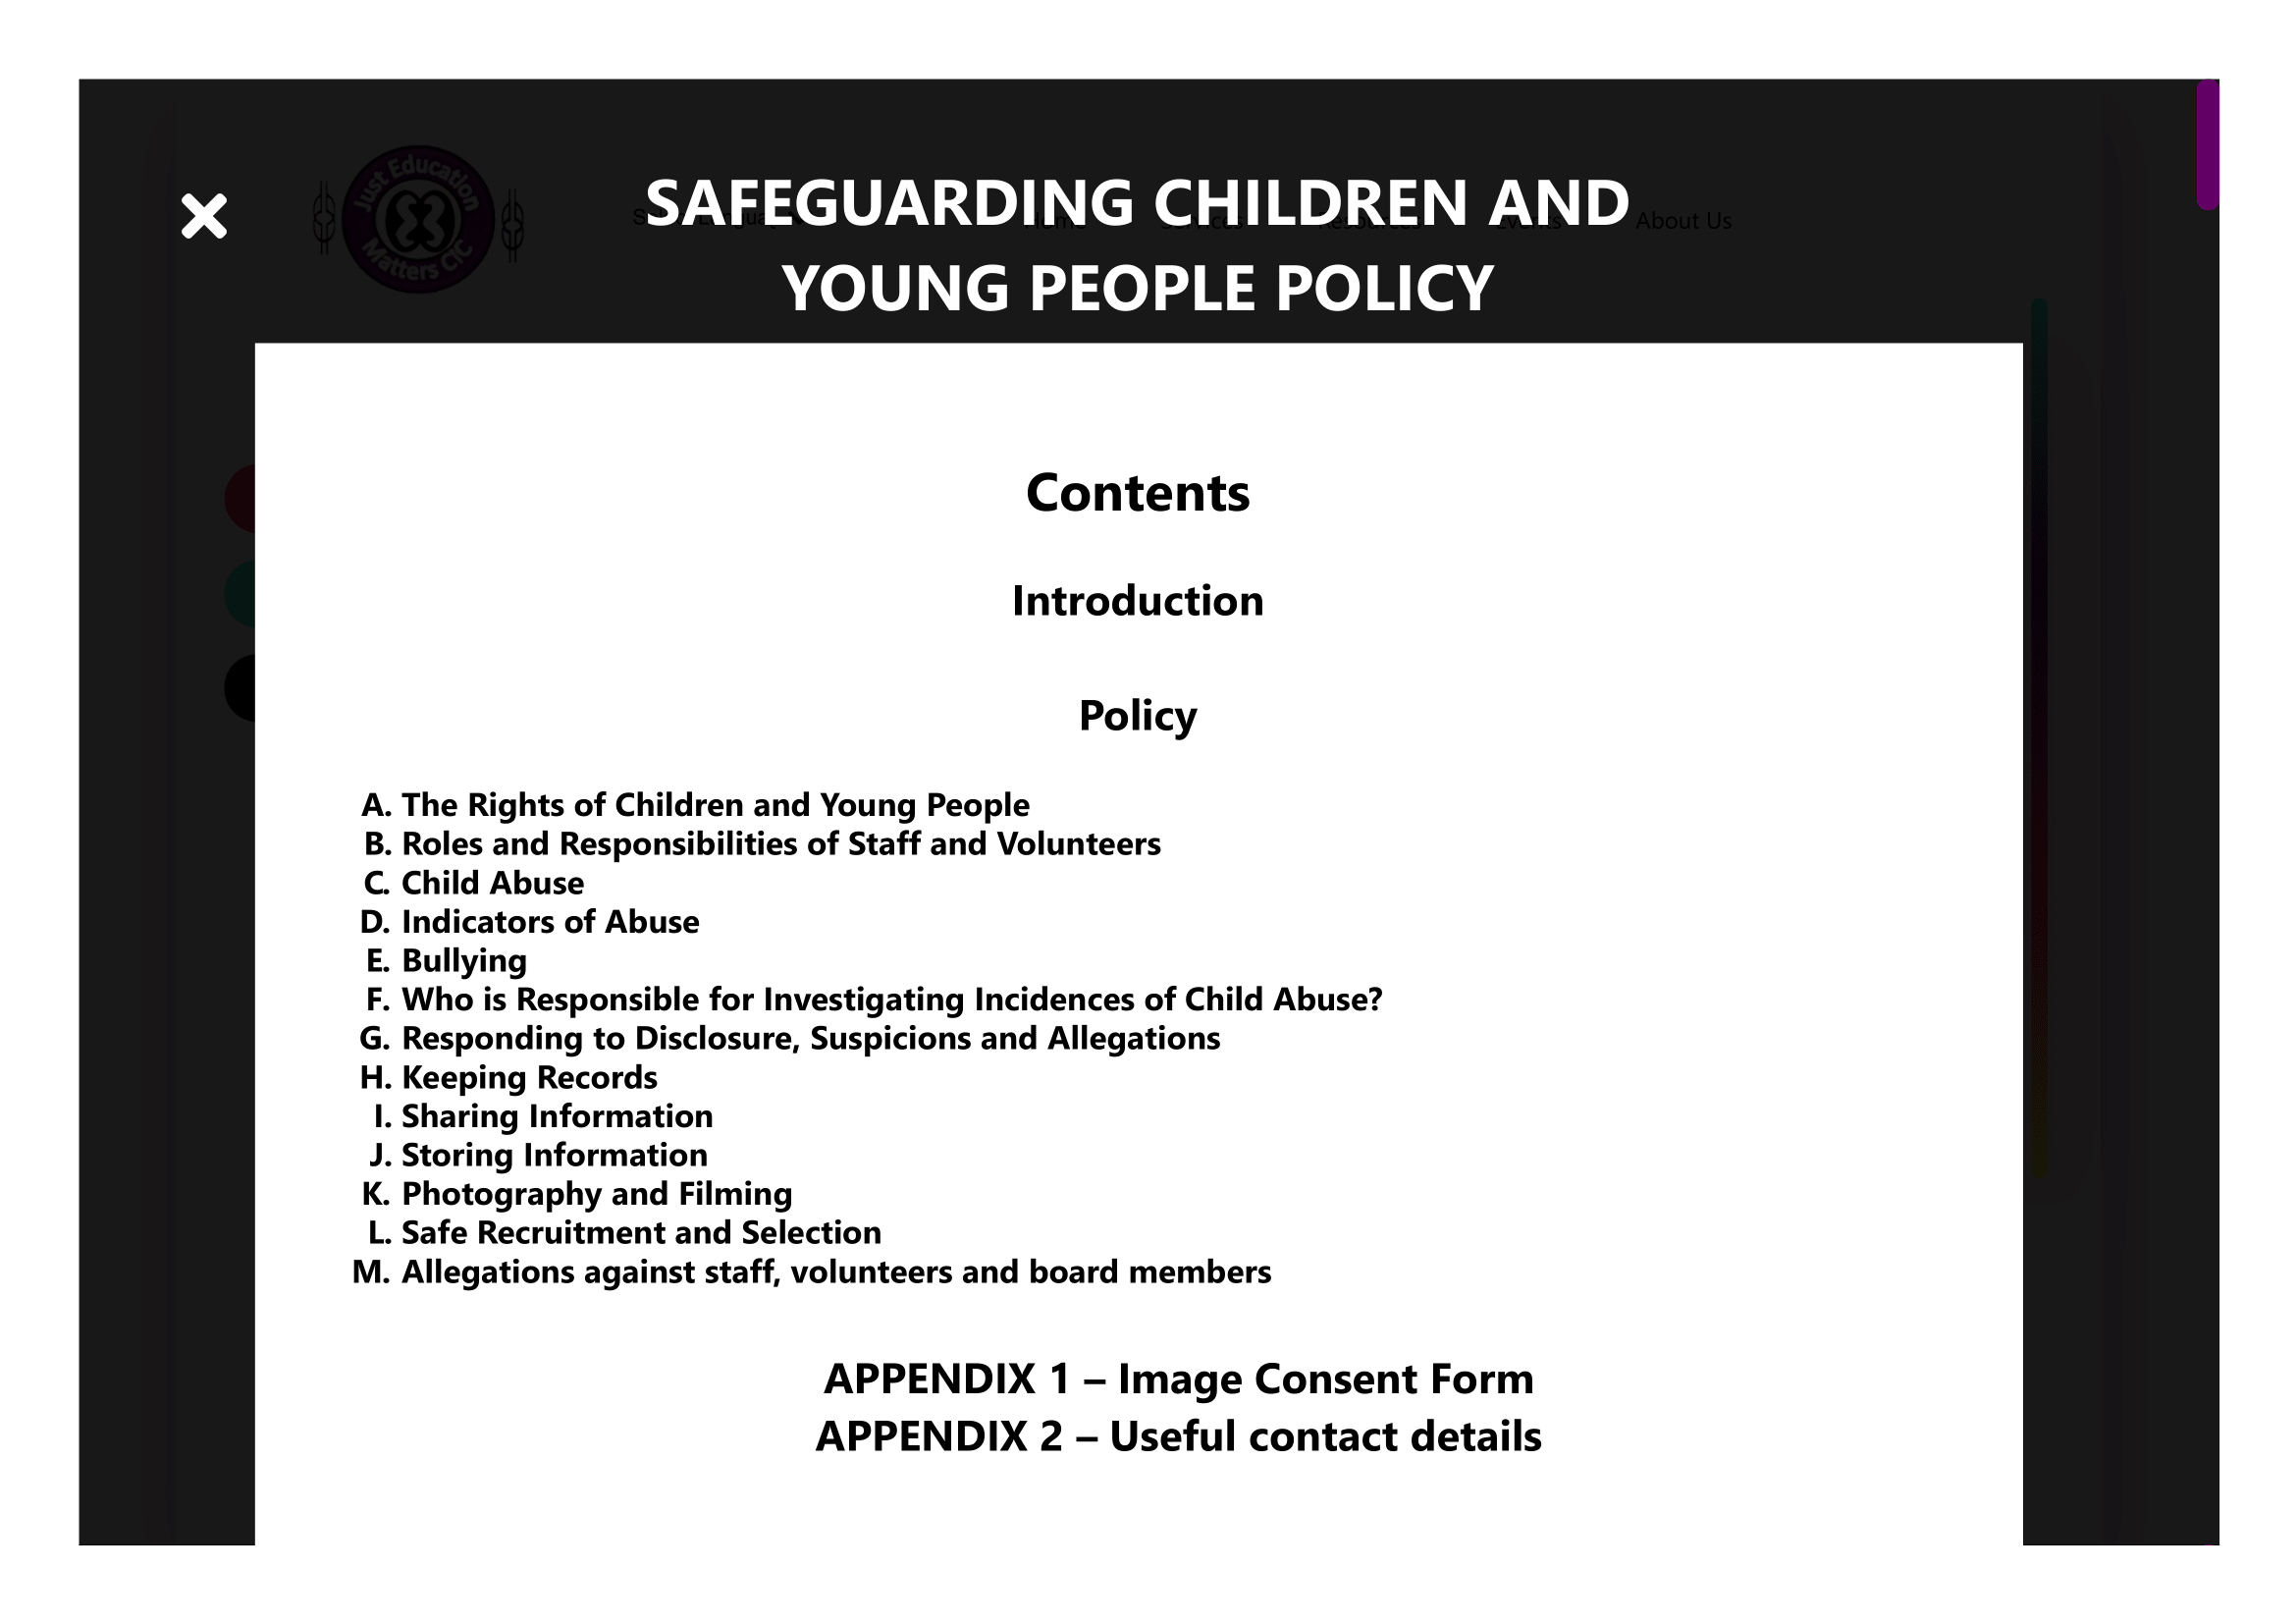 Just Education
Matters CIC
Home Services Resources Events About Us
SAFEGUARDING CHILDREN AND
YOUNG PEOPLE POLICY
Contents
Introduction
Policy
A. The Rights of Children and Young People
B. Roles and Responsibilities of Staff and Volunteers
C. Child Abuse
D. Indicators of Abuse
E. Bullying
F. Who is Responsible for Investigating Incidences of Child Abuse?
G. Responding to Disclosure, Suspicions and Allegations
H. Keeping Records
I. Sharing Information
J. Storing Information
K. Photography and Filming
L. Safe Recruitment and Selection
M. Allegations against staff, volunteers and board members
APPENDIX 1 – Image Consent Form
APPENDIX 2 – Useful contact details